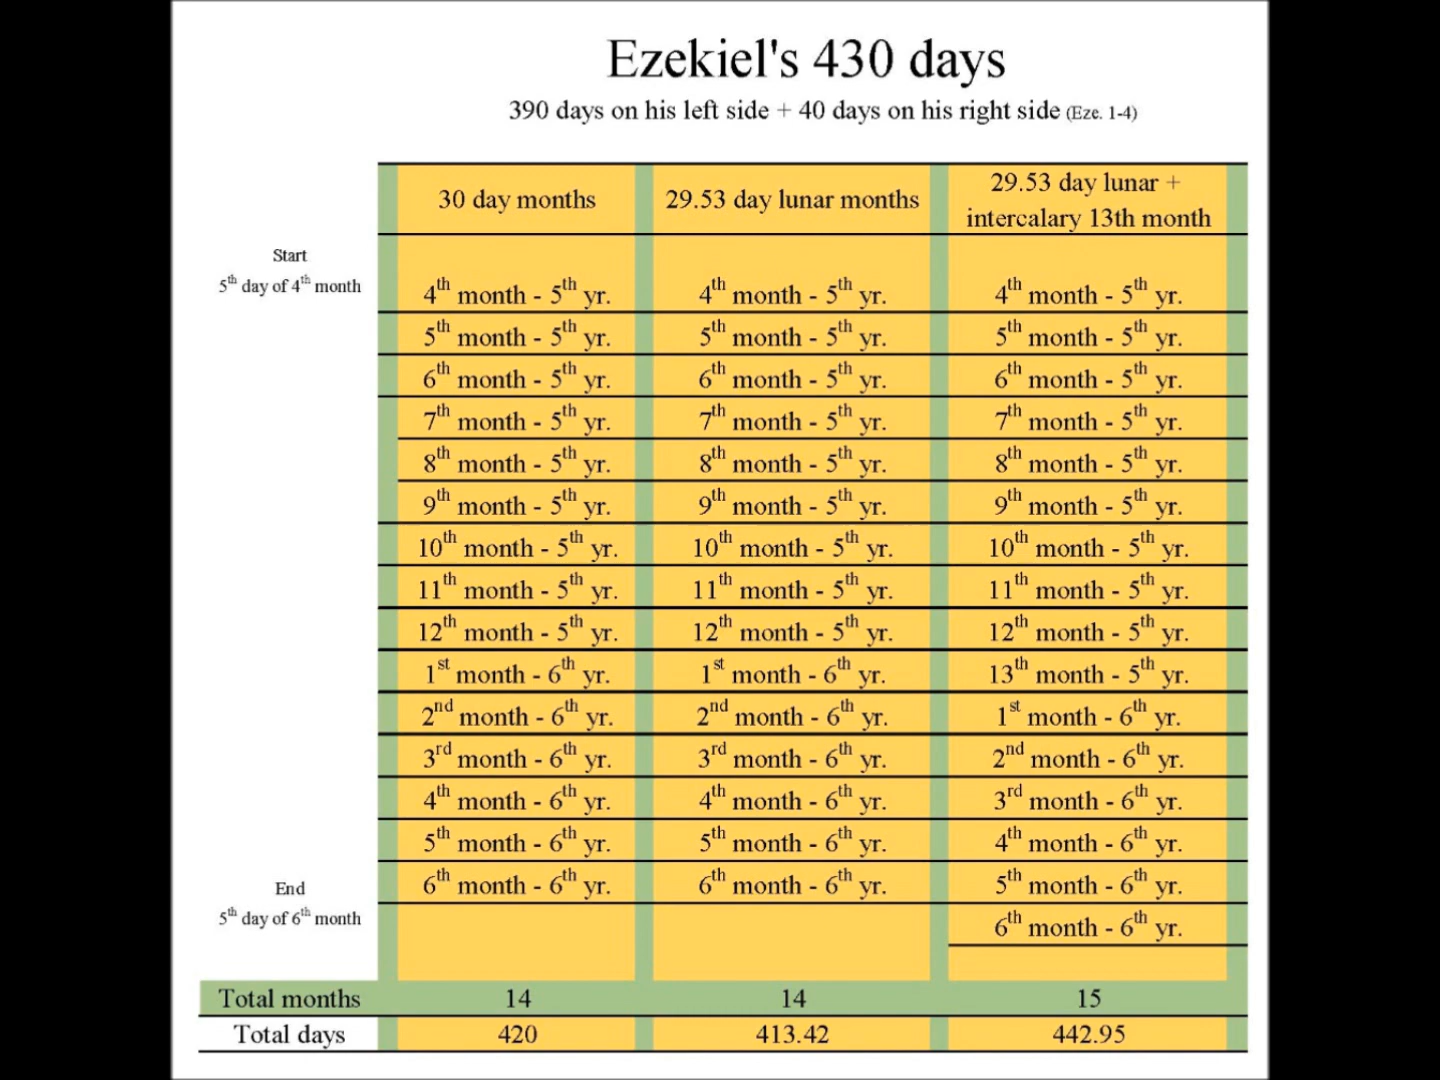 Ezekiel's 430 days
390 days on his left side + 40 days on his right side (Eze. 1-4)
30 day months 29.53 day lunar months 29.53 day lunar +
intercalary 13th month
Start
5th day of 4th month
4th month - 5th yr. 4th month - 5th yr. 4th month - 5th yr.
5th month - 5th yr. 5th month - 5th yr. 5th month - 5th yr.
6th month - 5th yr. 6th month - 5th yr. 6th month - 5th yr.
7th month - 5th yr. 7th month - 5th yr. 7th month - 5th yr.
8th month - 5th yr. 8th month - 5th yr. 8th month - 5th yr.
9th month - 5th yr. 9th month - 5th yr. 9th month - 5th yr.
10th month - 5th yr. 10th month - 5th yr. 10th month - 5th yr.
11th month - 5th yr. 11th month - 5th yr. 11th month - 5th yr.
12th month - 5th yr. 12th month - 5th yr. 12th month - 5th yr.
1st month - 6th yr. 1st month - 6th yr. 13th month - 5th yr.
2nd month - 6th yr. 2nd month - 6th yr. 1st month - 6th yr.
3rd month - 6th yr. 3rd month - 6th yr. 2nd month - 6th yr.
4th month - 6th yr. 4th month - 6th yr. 3rd month - 6th yr.
5th month - 6th yr. 5th month - 6th yr. 4th month - 6th yr.
6th month - 6th yr. 6th month - 6th yr. 5th month - 6th yr.
End
5th day of 6th month
6th month - 6th yr.
Total months 14 14 15
Total days 420 413.42 442.95